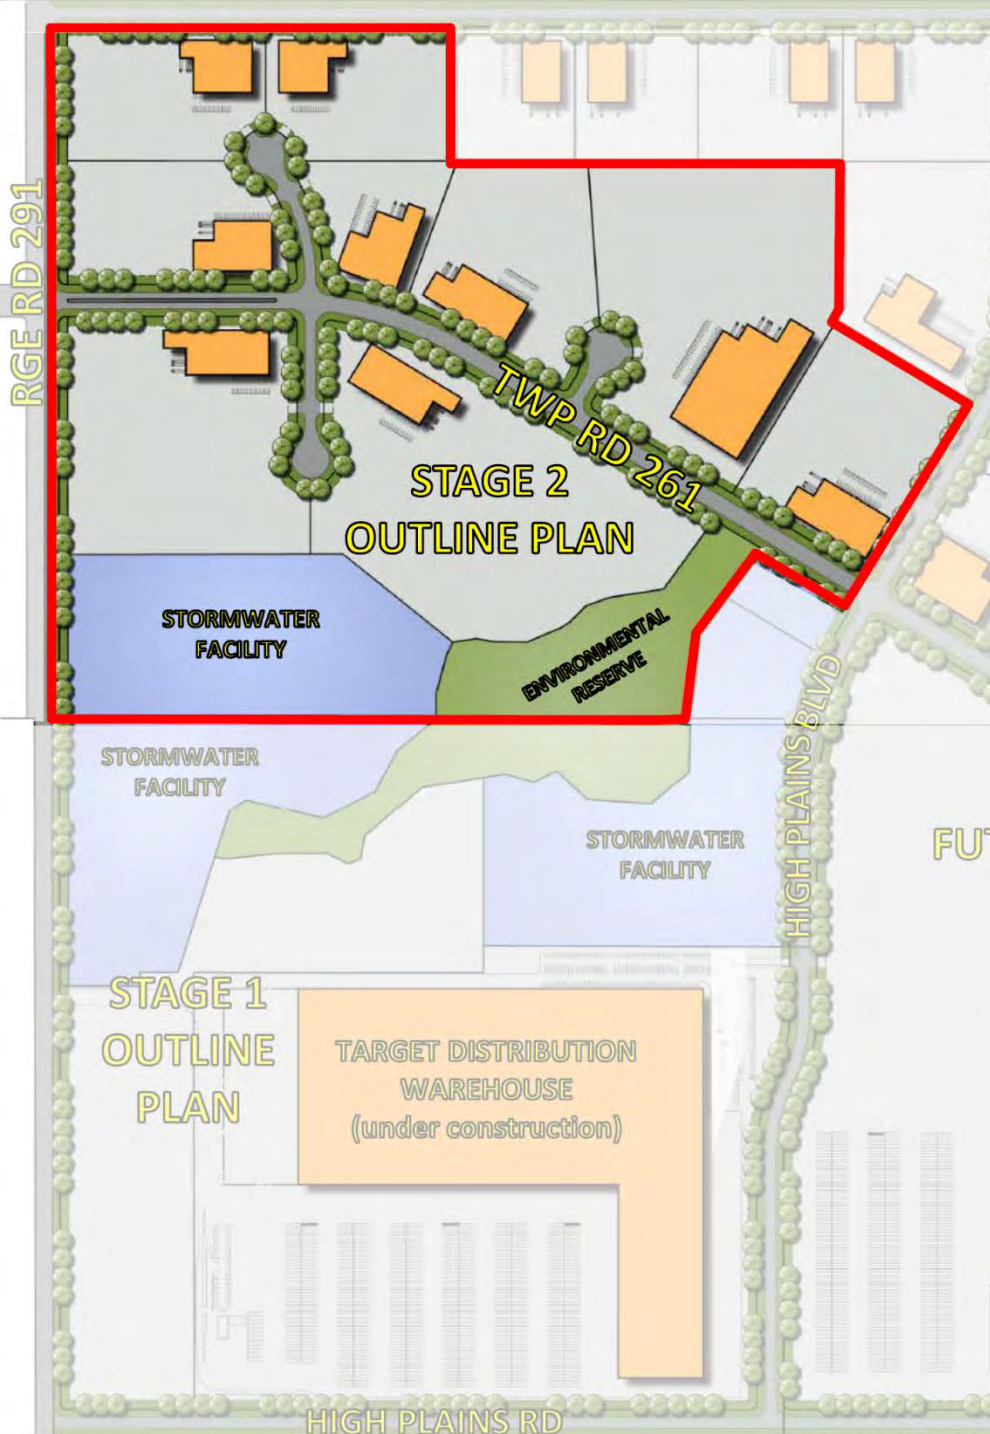 RGE RD 291
TWP RD 261
STAGE 2
OUTLINE PLAN
STORMWATER
FACILITY
ENVIRONMENTAL
RESERVE
STORMWATER
FACILITY
STORMWATER
FACILITY
HIGH PLAINS BLVD
FUT
STAGE 1
OUTLINE
PLAN
TARGET DISTRIBUTION
WAREHOUSE
(under construction)
HIGH PLAINS RD